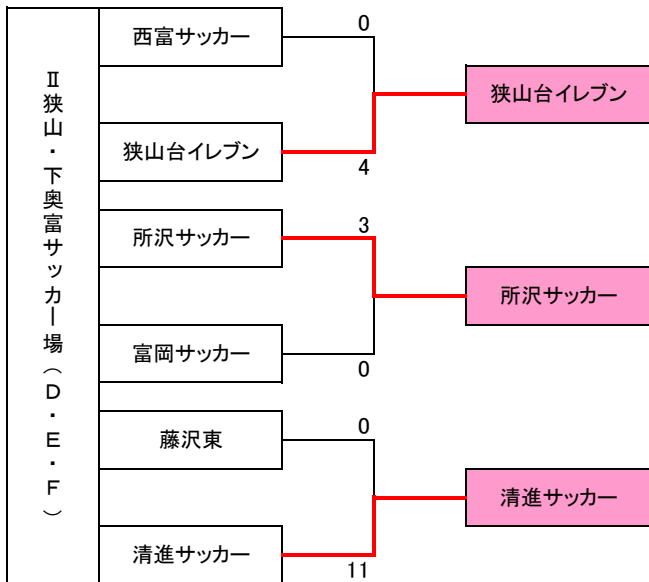 Ⅱ狭山・下奥富サッカー場(D・E・F)
西富サッカー
0
狭山台イレブン
狭山台イレブン
4
所沢サッカー
3
所沢サッカー
富岡サッカー
0
藤沢東
0
清進サッカー
清進サッカー
11